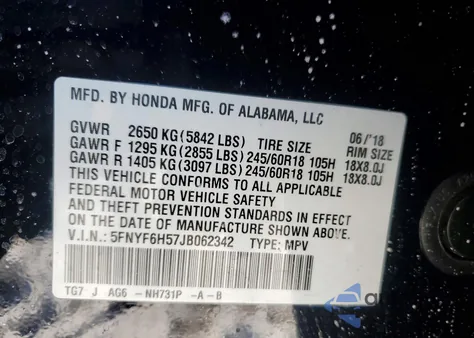 MFD. BY HONDA MFG. OF ALABAMA, LLC
GVWR 2650 KG(5842 LBS) TIRE SIZE 06/'18 RIM SIZE
GAWR F 1295 KG(2855 LBS) 245/60R18 105H 18X8.0J
GAWR R 1405 KG(3097 LBS) 245/60R18 105H 18X8.0J
THIS VEHICLE CONFORMS TO ALL APPLICABLE
FEDERAL MOTOR VEHICLE SAFETY
AND THEFT PREVENTION STANDARDS IN EFFECT
ON THE DATE OF MANUFACTURE SHOWN ABOVE.
V.I.N.: 5FNYF6H57JB062342 TYPE: MPV
TG7 J AG6 -NH731P -A-B